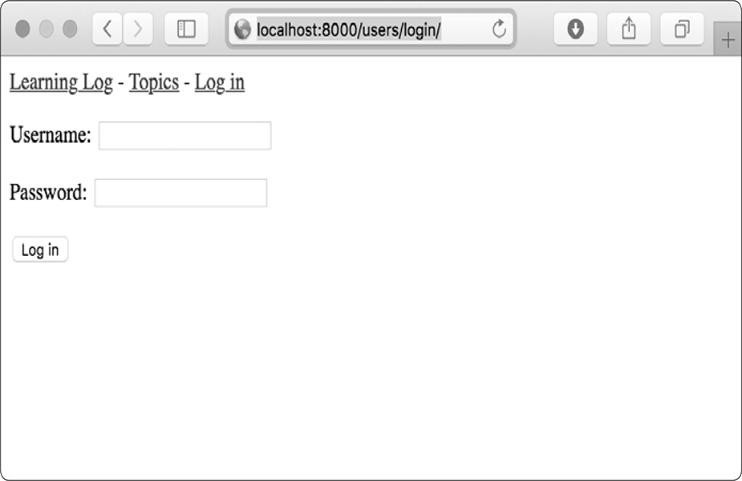 localhost:8000/users/login/
Learning Log - Topics - Log in
Username:
Password:
Log in